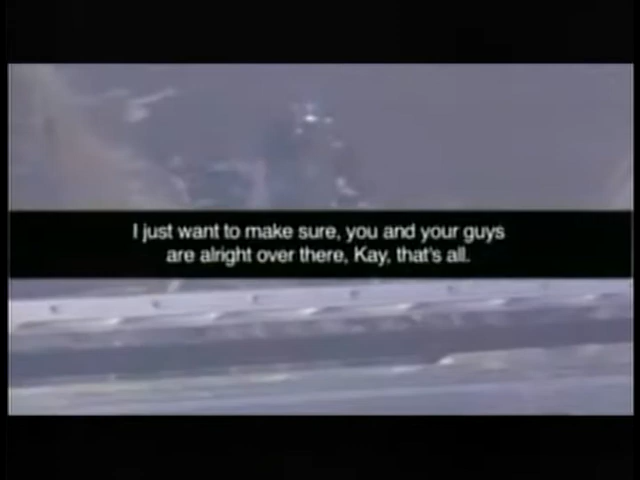 I just want to make sure, you and your guys
are alright over there, Kay, that's all.